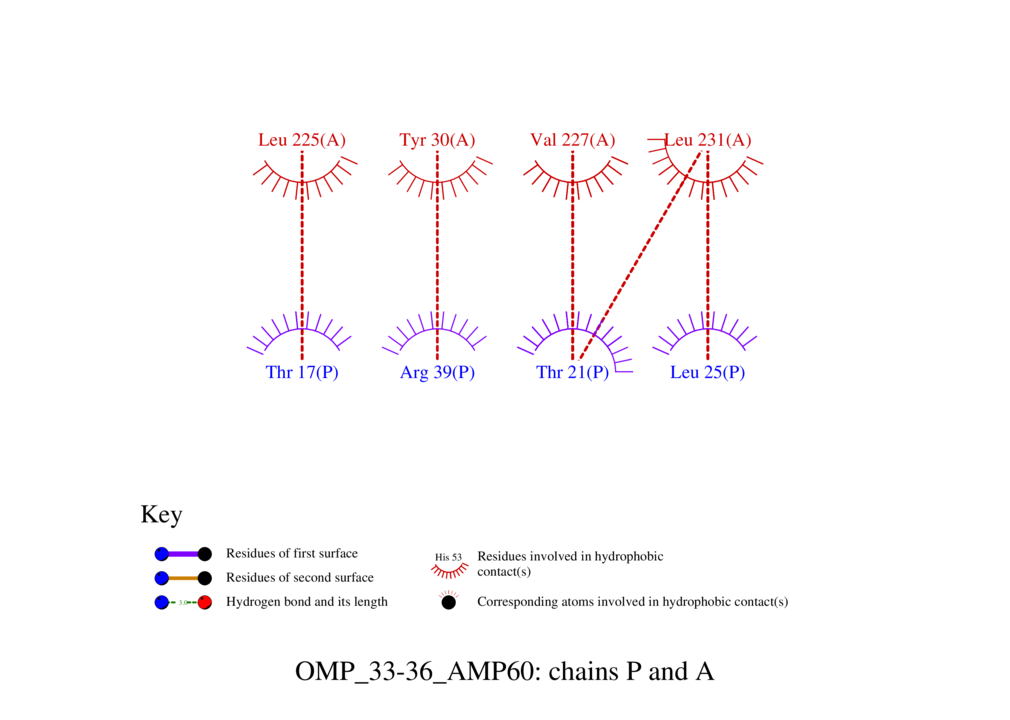 Leu 225(A) Tyr 30(A) Val 227(A) Leu 231(A)
Thr 17(P) Arg 39(P) Thr 21(P) Leu 25(P)
Key
Residues of first surface
Residues of second surface
3.0
Hydrogen bond and its length
His 53
Residues involved in hydrophobic
contact(s)
Corresponding atoms involved in hydrophobic contact(s)
OMP_33-36_AMP60: chains P and A